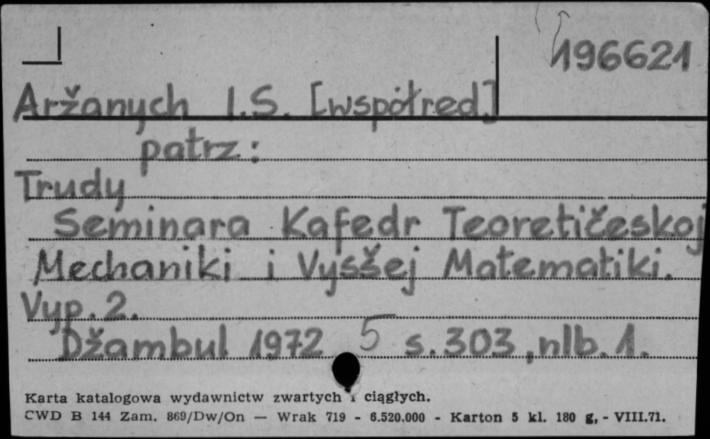 196621
Aržanych I.S. [współred.]
patrz:
Trudy
Seminara Kafedr Teoretičeskoj
Mechaniki i Vysšej Matematiki.
Vyp. 2.
Džambul 1972 5 s. 303, nlb. 1.
Karta katalogowa wydawnictw zwartych i ciągłych.
CWD B 144 Zam. 869/Dw/On — Wrak 719 - 6.520.000 - Karton 5 kl. 180 g, - VIII.71.